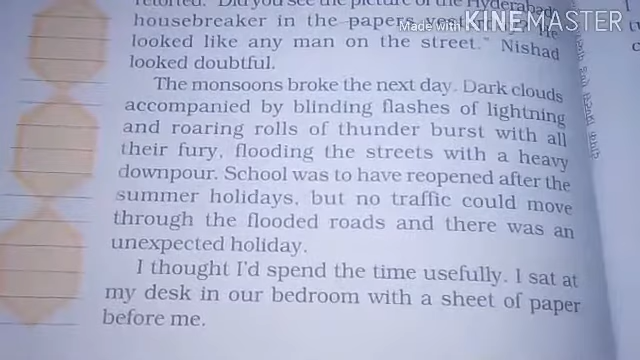 retorted. "Did you see the picture of the Hyderabad
housebreaker in the papers He
looked like any man on the street." Nishad
looked doubtful.
The monsoons broke the next day. Dark clouds
accompanied by blinding flashes of lightning
and roaring rolls of thunder burst with all
their fury, flooding the streets with a heavy
downpour. School was to have reopened after the
summer holidays, but no traffic could move
through the flooded roads and there was an
unexpected holiday.
I thought I'd spend the time usefully. I sat at
my desk in our bedroom with a sheet of paper
before me.
Made with KINEMASTER